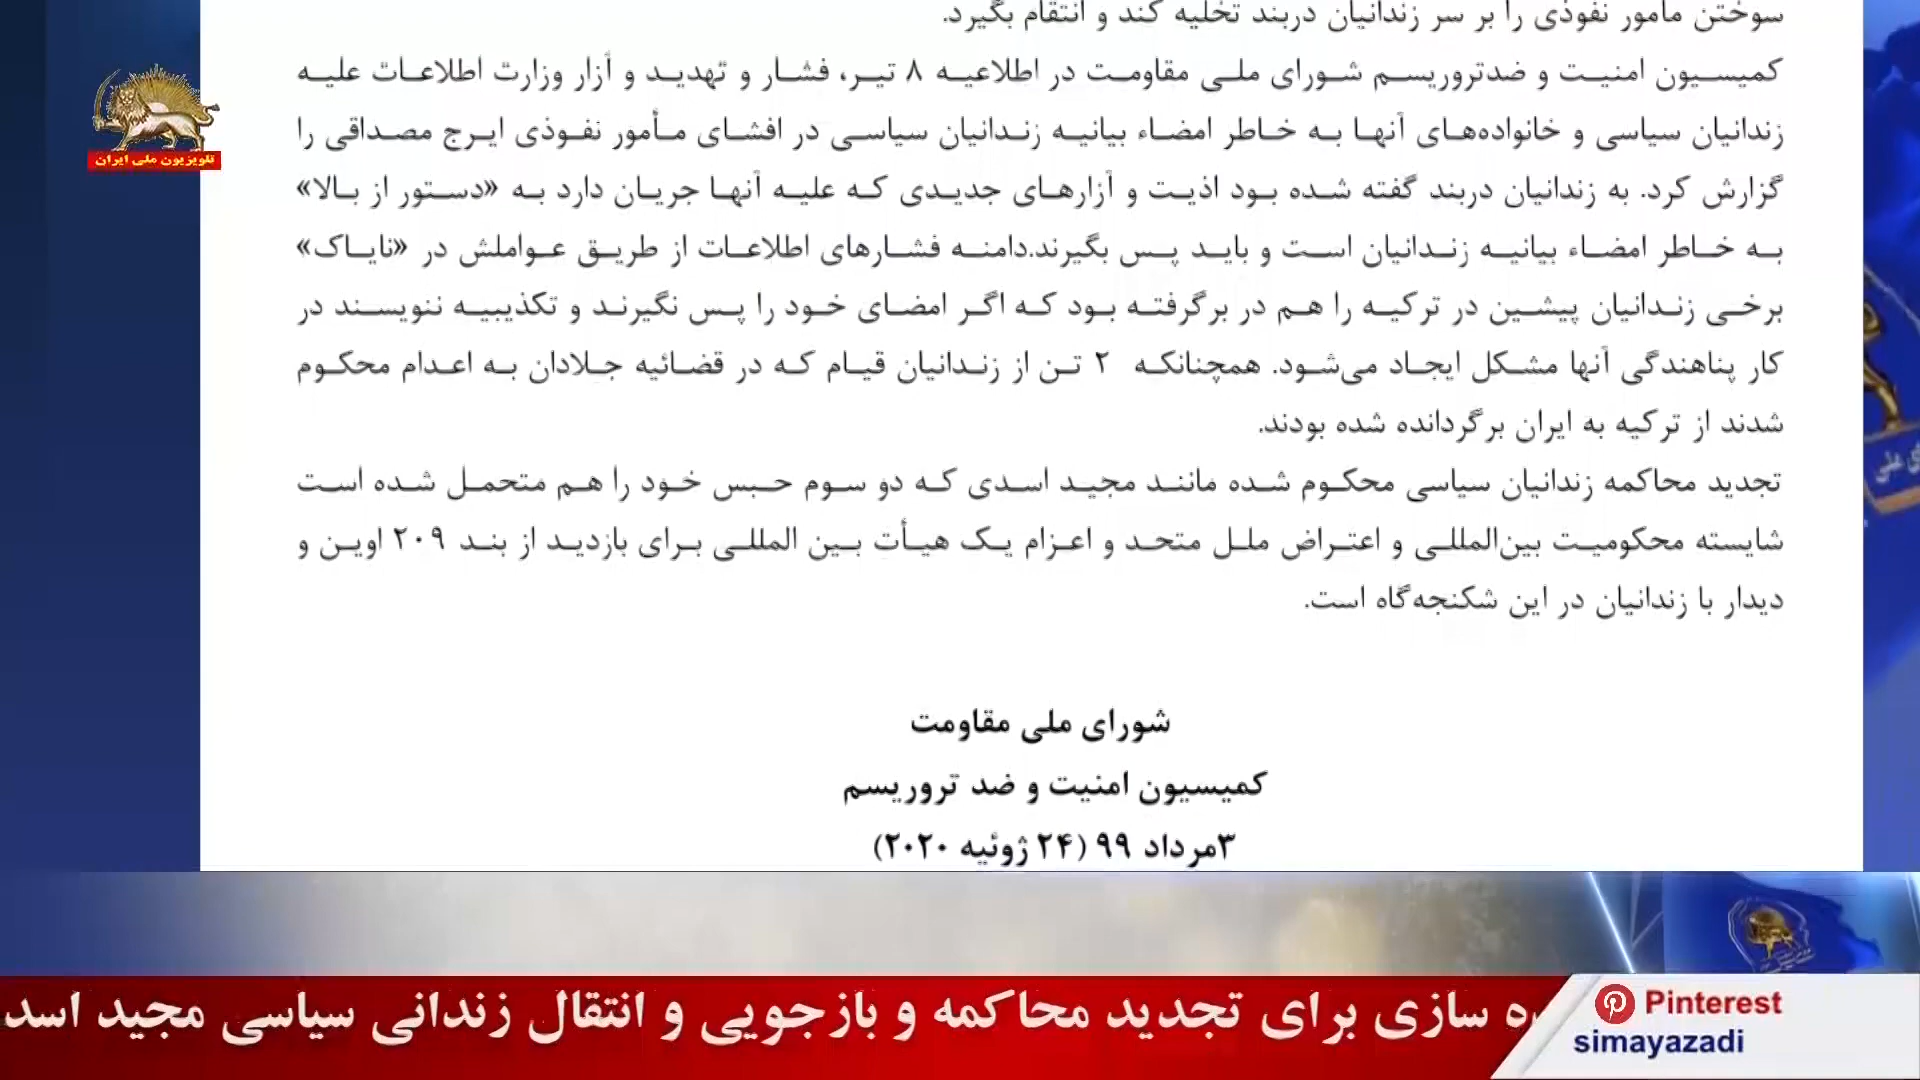 سوختن مأمور نفوذی را بر سر زندانیان دربند تخلیه کند و انتقام بگیرد.
کمیسیون امنیت و ضدتروریسم شورای ملی مقاومت در اطلاعیه ۸ تیر، فشار و تهدید و آزار وزارت اطلاعات علیه
زندانیان سیاسی و خانواده‌های آنها به خاطر امضاء بیانیه زندانیان سیاسی در افشای مأمور نفوذی ایرج مصداقی را
گزارش کرد. به زندانیان دربند گفته شده بود اذیت و آزارهای جدیدی که علیه آنها جریان دارد به «دستور از بالا»
به خاطر امضاء بیانیه زندانیان است و باید پس بگیرند.دامنه فشارهای اطلاعات از طریق عواملش در «نایاک»
برخی زندانیان پیشین در ترکیه را هم در برگرفته بود که اگر امضای خود را پس نگیرند و تکذیبیه ننویسند در
کار پناهندگی آنها مشکل ایجاد می‌شود. همچنانکه ۲ تن از زندانیان قیام که در قضائیه جلادان به اعدام محکوم
شدند از ترکیه به ایران برگردانده شده بودند.
تجدید محاکمه زندانیان سیاسی محکوم شده مانند مجید اسدی که دو سوم حبس خود را هم متحمل شده است
شایسته محکومیت بین‌المللی و اعتراض ملل متحد و اعزام یک هیأت بین المللی برای بازدید از بند ۲۰۹ اوین و
دیدار با زندانیان در این شکنجه‌گاه است.
شورای ملی مقاومت
کمیسیون امنیت و ضد تروریسم
۳مرداد ۹۹ (۲۴ ژوئیه ۲۰۲۰)
تلویزیون ملی ایران
ه سازی برای تجدید محاکمه و بازجویی و انتقال زندانی سیاسی مجید اسد
Pinterest
simayazadi